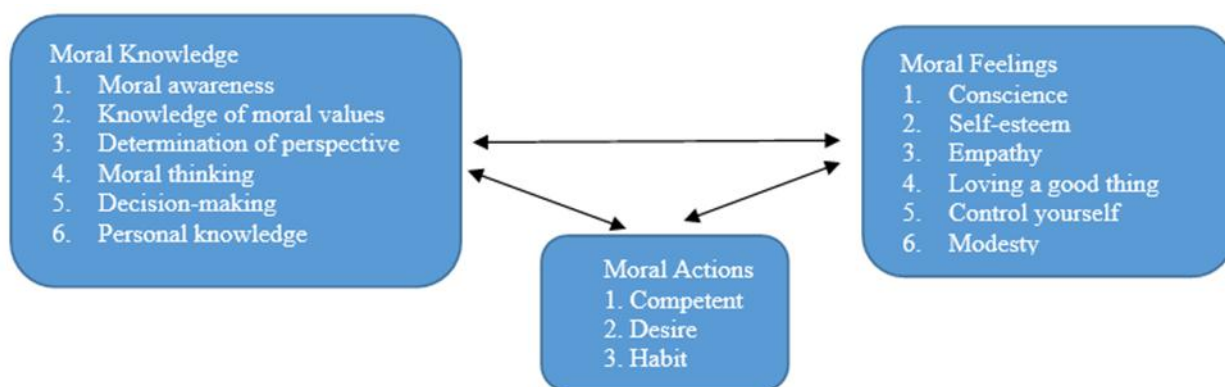 Moral Knowledge
1. Moral awareness
2. Knowledge of moral values
3. Determination of perspective
4. Moral thinking
5. Decision-making
6. Personal knowledge
Moral Feelings
1. Conscience
2. Self-esteem
3. Empathy
4. Loving a good thing
5. Control yourself
6. Modesty
Moral Actions
1. Competent
2. Desire
3. Habit